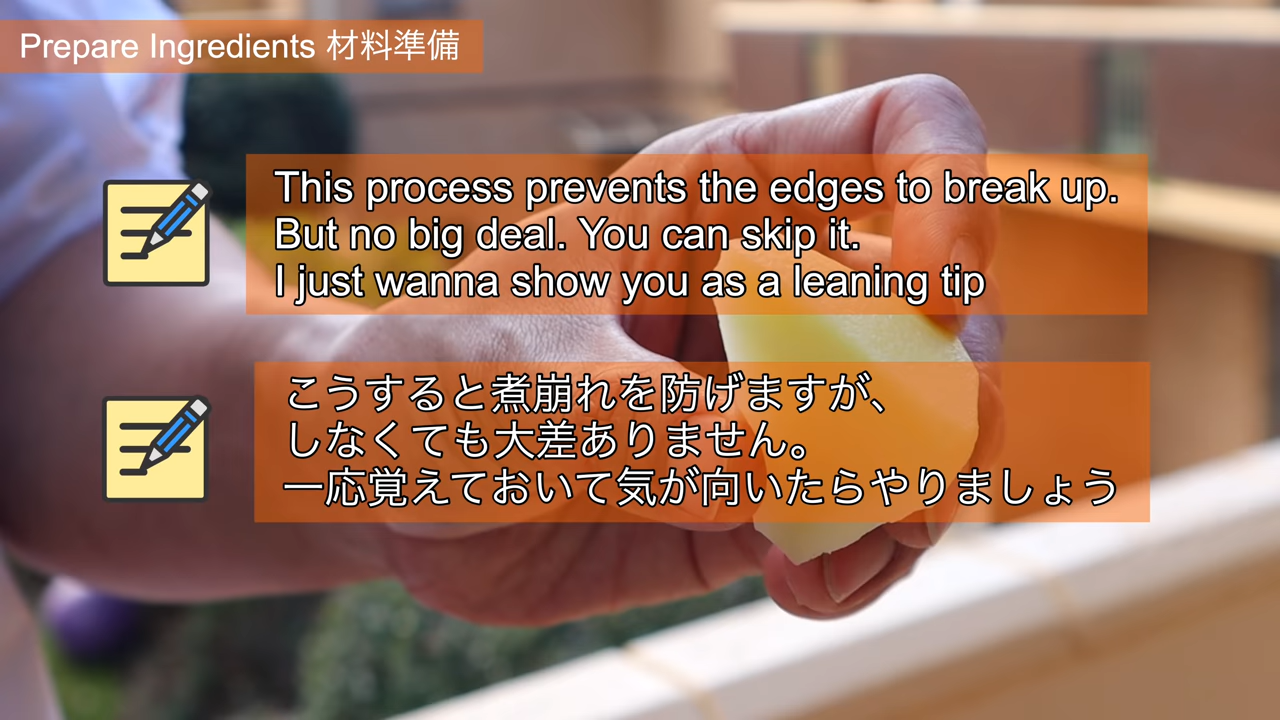 Prepare Ingredients 材料準備
This process prevents the edges to break up.
But no big deal. You can skip it.
I just wanna show you as a leaning tip
こうすると煮崩れを防げますが、
しなくても大差ありません。
一応覚えておいて気が向いたらやりましょう